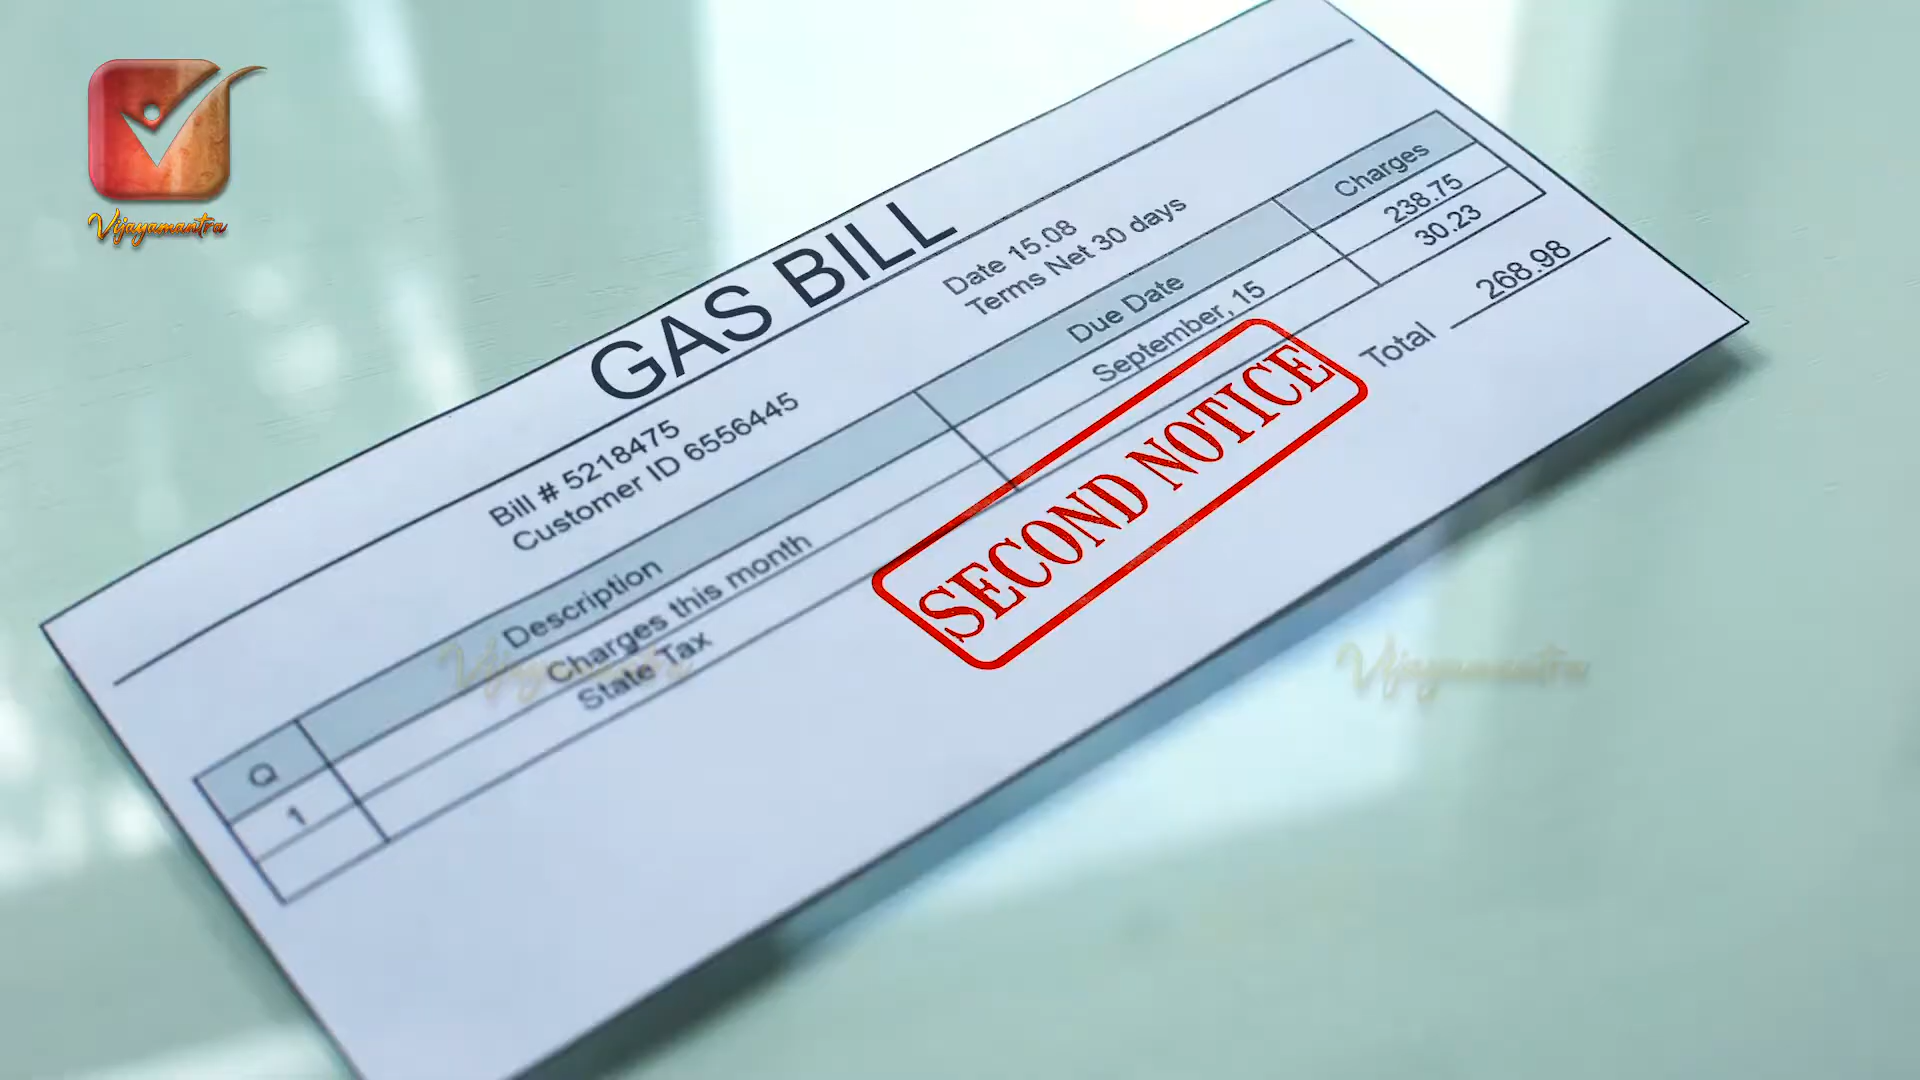 Vijayamantra
GAS BILL
Bill # 5218475
Customer ID 6556445
Date 15.08
Terms Net 30 days
Q Description Due Date Charges
1 Charges this month September, 15 238.75
State Tax 30.23
Total 268.98
SECOND NOTICE
Vijayamantra
Vijayamantra